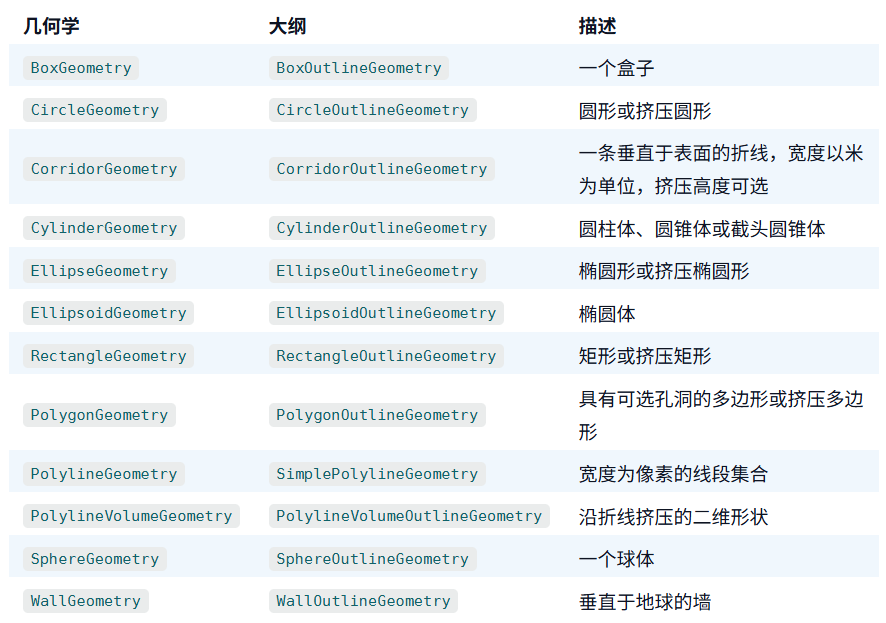 几何学 大纲 描述
BoxGeometry BoxOutlineGeometry 一个盒子
CircleGeometry CircleOutlineGeometry 圆形或挤压圆形
CorridorGeometry CorridorOutlineGeometry 一条垂直于表面的折线，宽度以米
为单位，挤压高度可选
CylinderGeometry CylinderOutlineGeometry 圆柱体、圆锥体或截头圆锥体
EllipseGeometry EllipseOutlineGeometry 椭圆形或挤压椭圆形
EllipsoidGeometry EllipsoidOutlineGeometry 椭圆体
RectangleGeometry RectangleOutlineGeometry 矩形或挤压矩形
PolygonGeometry PolygonOutlineGeometry 具有可选孔洞的多边形或挤压多边
形
PolylineGeometry SimplePolylineGeometry 宽度为像素的线段集合
PolylineVolumeGeometry PolylineVolumeOutlineGeometry 沿折线挤压的二维形状
SphereGeometry SphereOutlineGeometry 一个球体
WallGeometry WallOutlineGeometry 垂直于地球的墙